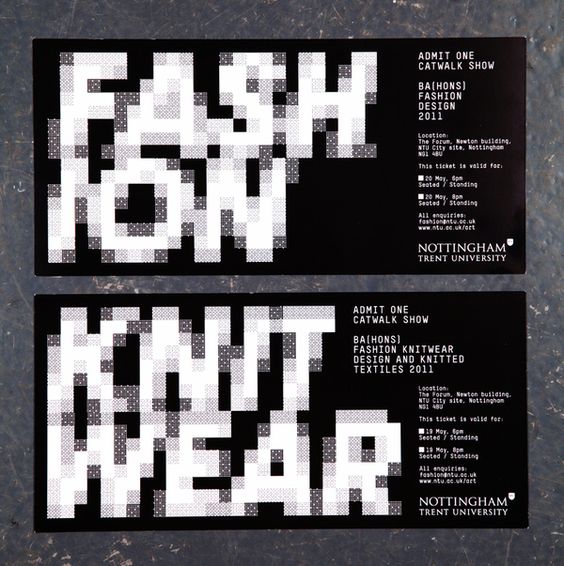 FASH
ION
ADMIT ONE
CATWALK SHOW
BA(HONS)
FASHION
DESIGN
2011
Location:
The Forum, Newton building,
NTU City site, Nottingham
NG1 4BU
This ticket is valid for:
20 May, 6pm
Seated / Standing
20 May, 8pm
Seated / Standing
All enquiries:
fashion@ntu.ac.uk
www.ntu.ac.uk/art
NOTTINGHAM
TRENT UNIVERSITY
KNIT
WEAR
ADMIT ONE
CATWALK SHOW
BA(HONS)
FASHION KNITWEAR
DESIGN AND KNITTED
TEXTILES 2011
Location:
The Forum, Newton building,
NTU City site, Nottingham
NG1 4BU
This ticket is valid for:
19 May, 6pm
Seated / Standing
19 May, 8pm
Seated / Standing
All enquiries:
fashion@ntu.ac.uk
www.ntu.ac.uk/art
NOTTINGHAM
TRENT UNIVERSITY